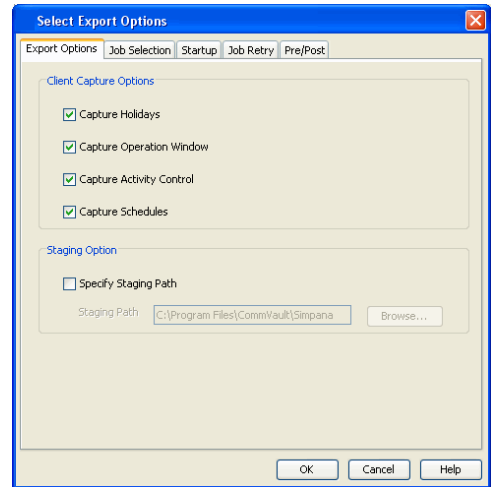 Select Export Options
Export Options Job Selection Startup Job Retry Pre/Post
Client Capture Options
Capture Holidays
Capture Operation Window
Capture Activity Control
Capture Schedules
Staging Option
Specify Staging Path
Staging Path C:\Program Files\CommVault\Simpana Browse...
OK Cancel Help